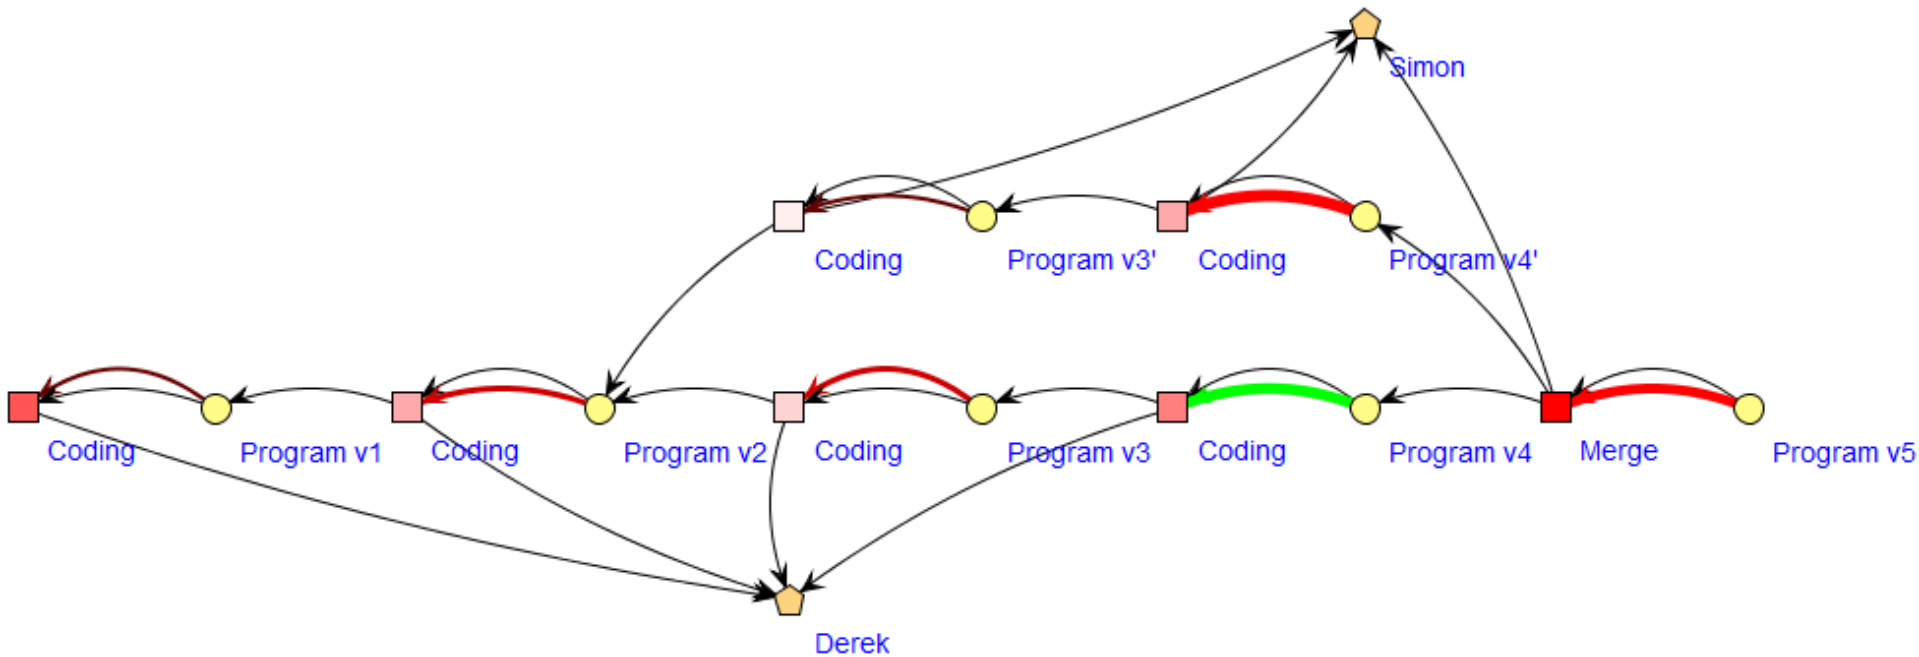 Simon
Coding
Program v3'
Coding
Program v4'
Coding
Program v1
Coding
Program v2
Coding
Program v3
Coding
Program v4
Merge
Program v5
Derek